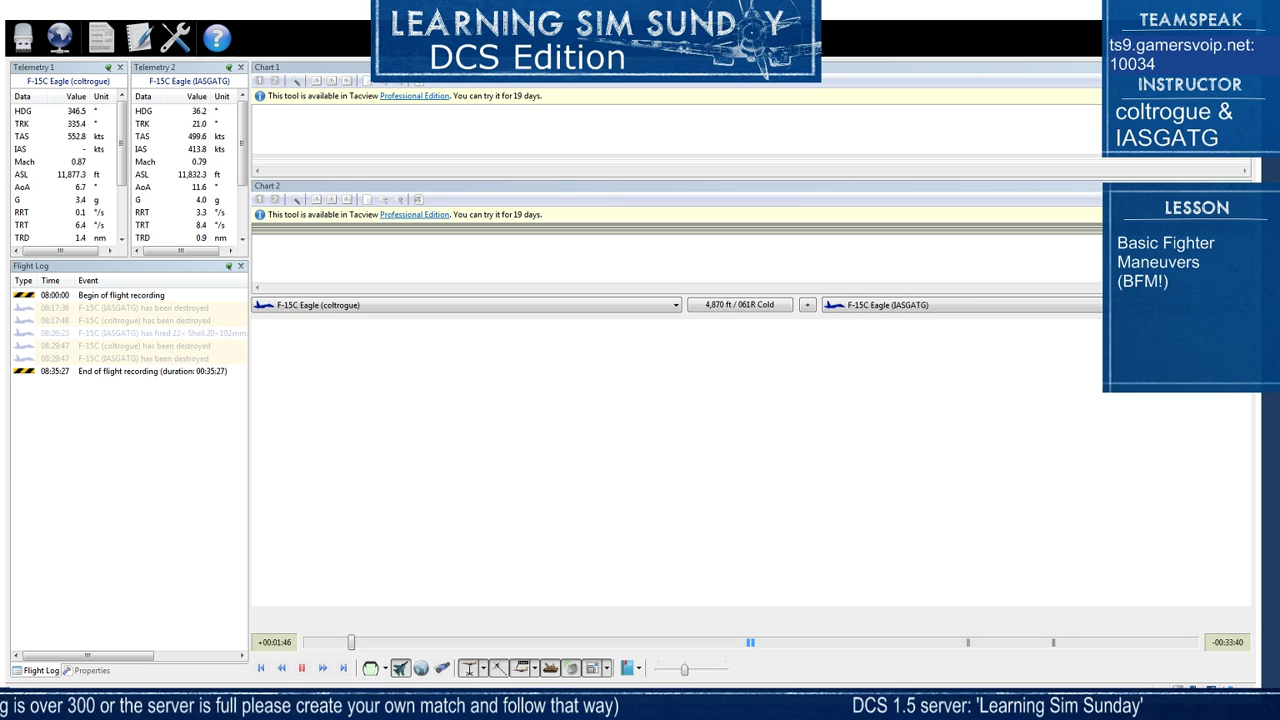 LEARNING SIM SUNDAY
DCS Edition
TEAMSPEAK
ts9.gamersvoip.net:
10034
INSTRUCTOR
coltrogue &
IASGATG
LESSON
Basic Fighter
Maneuvers
(BFM!)
Telemetry 1
F-15C Eagle (coltrogue)
Data Value Unit
HDG 346.5 °
TRK 335.4 °
TAS 552.8 kts
IAS - kts
Mach 0.87
ASL 11,877.3 ft
AoA 6.7 °
G 3.4 g
RRT 0.1 °/s
TRT 6.4 °/s
TRD 1.4 nm
Telemetry 2
F-15C Eagle (IASGATG)
Data Value Unit
HDG 36.2 °
TRK 21.0 °
TAS 499.6 kts
IAS 413.8 kts
Mach 0.79
ASL 11,832.3 ft
AoA 11.6 °
G 4.0 g
RRT 3.3 °/s
TRT 8.4 °/s
TRD 0.9 nm
Chart 1
This tool is available in Tacview Professional Edition. You can try it for 19 days.
Chart 2
This tool is available in Tacview Professional Edition. You can try it for 19 days.
Flight Log
Type Time Event
08:00:00 Begin of flight recording
08:17:36 F-15C (IASGATG) has been destroyed
08:17:48 F-15C (coltrogue) has been destroyed
08:26:23 F-15C (IASGATG) has fired 22× Shell.20×102mm.
08:29:47 F-15C (coltrogue) has been destroyed
08:29:47 F-15C (IASGATG) has been destroyed
08:35:27 End of flight recording (duration: 00:35:27)
F-15C Eagle (coltrogue)
4,870 ft / 061R Cold
F-15C Eagle (IASGATG)
+00:01:46
-00:33:40
Flight Log Properties
g is over 300 or the server is full please create your own match and follow that way)
DCS 1.5 server: 'Learning Sim Sunday'